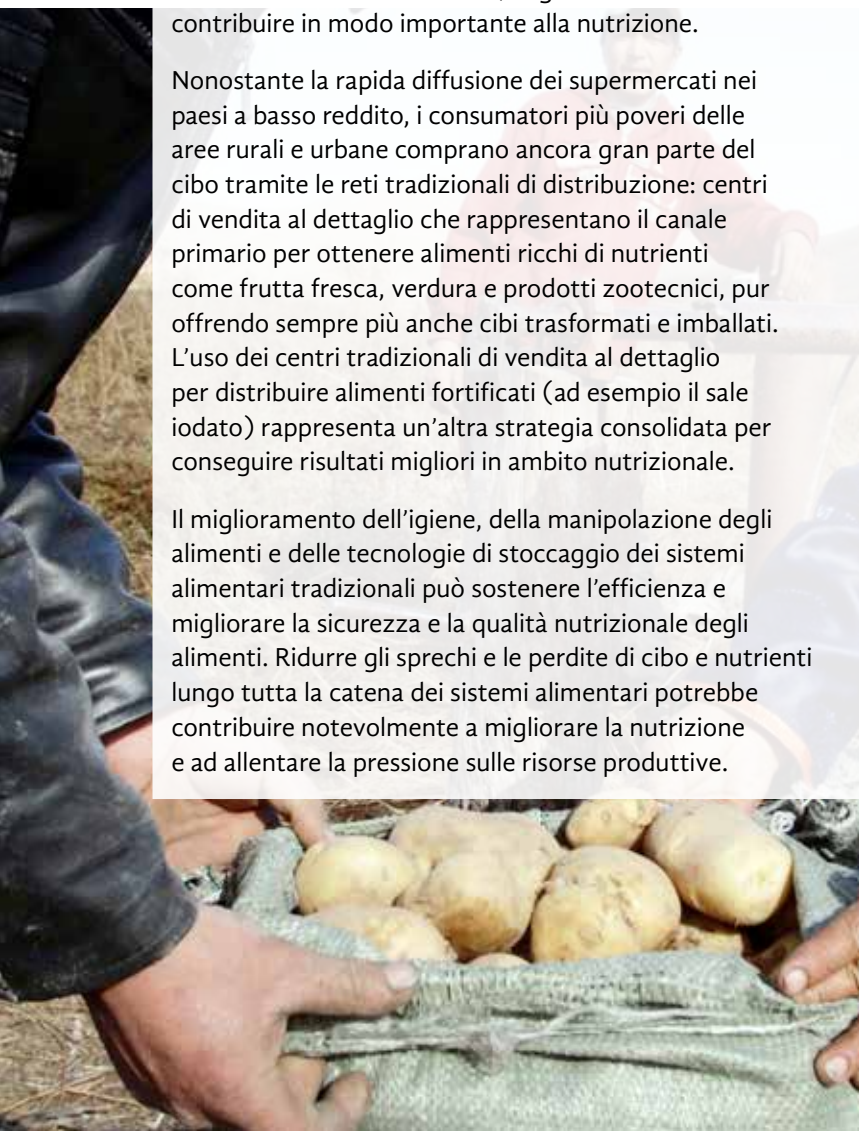 contribuire in modo importante alla nutrizione.
Nonostante la rapida diffusione dei supermercati nei
paesi a basso reddito, i consumatori più poveri delle
aree rurali e urbane comprano ancora gran parte del
cibo tramite le reti tradizionali di distribuzione: centri
di vendita al dettaglio che rappresentano il canale
primario per ottenere alimenti ricchi di nutrienti
come frutta fresca, verdura e prodotti zootecnici, pur
offrendo sempre più anche cibi trasformati e imballati.
L’uso dei centri tradizionali di vendita al dettaglio
per distribuire alimenti fortificati (ad esempio il sale
iodato) rappresenta un’altra strategia consolidata per
conseguire risultati migliori in ambito nutrizionale.
Il miglioramento dell’igiene, della manipolazione degli
alimenti e delle tecnologie di stoccaggio dei sistemi
alimentari tradizionali può sostenere l’efficienza e
migliorare la sicurezza e la qualità nutrizionale degli
alimenti. Ridurre gli sprechi e le perdite di cibo e nutrienti
lungo tutta la catena dei sistemi alimentari potrebbe
contribuire notevolmente a migliorare la nutrizione
e ad allentare la pressione sulle risorse produttive.